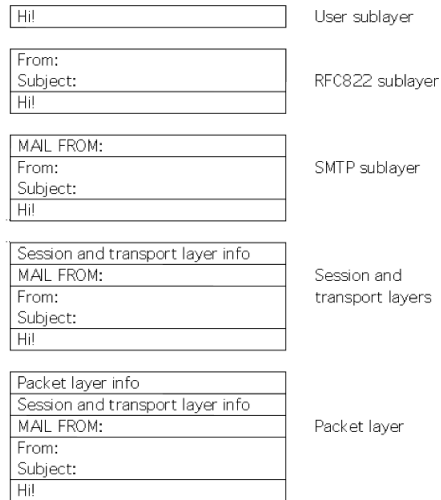 Hi!
User sublayer
From:
Subject:
RFC822 sublayer
Hi!
MAIL FROM:
From:
SMTP sublayer
Subject:
Hi!
Session and transport layer info
MAIL FROM:
Session and
From:
transport layers
Subject:
Hi!
Packet layer info
Session and transport layer info
MAIL FROM:
Packet layer
From:
Subject:
Hi!